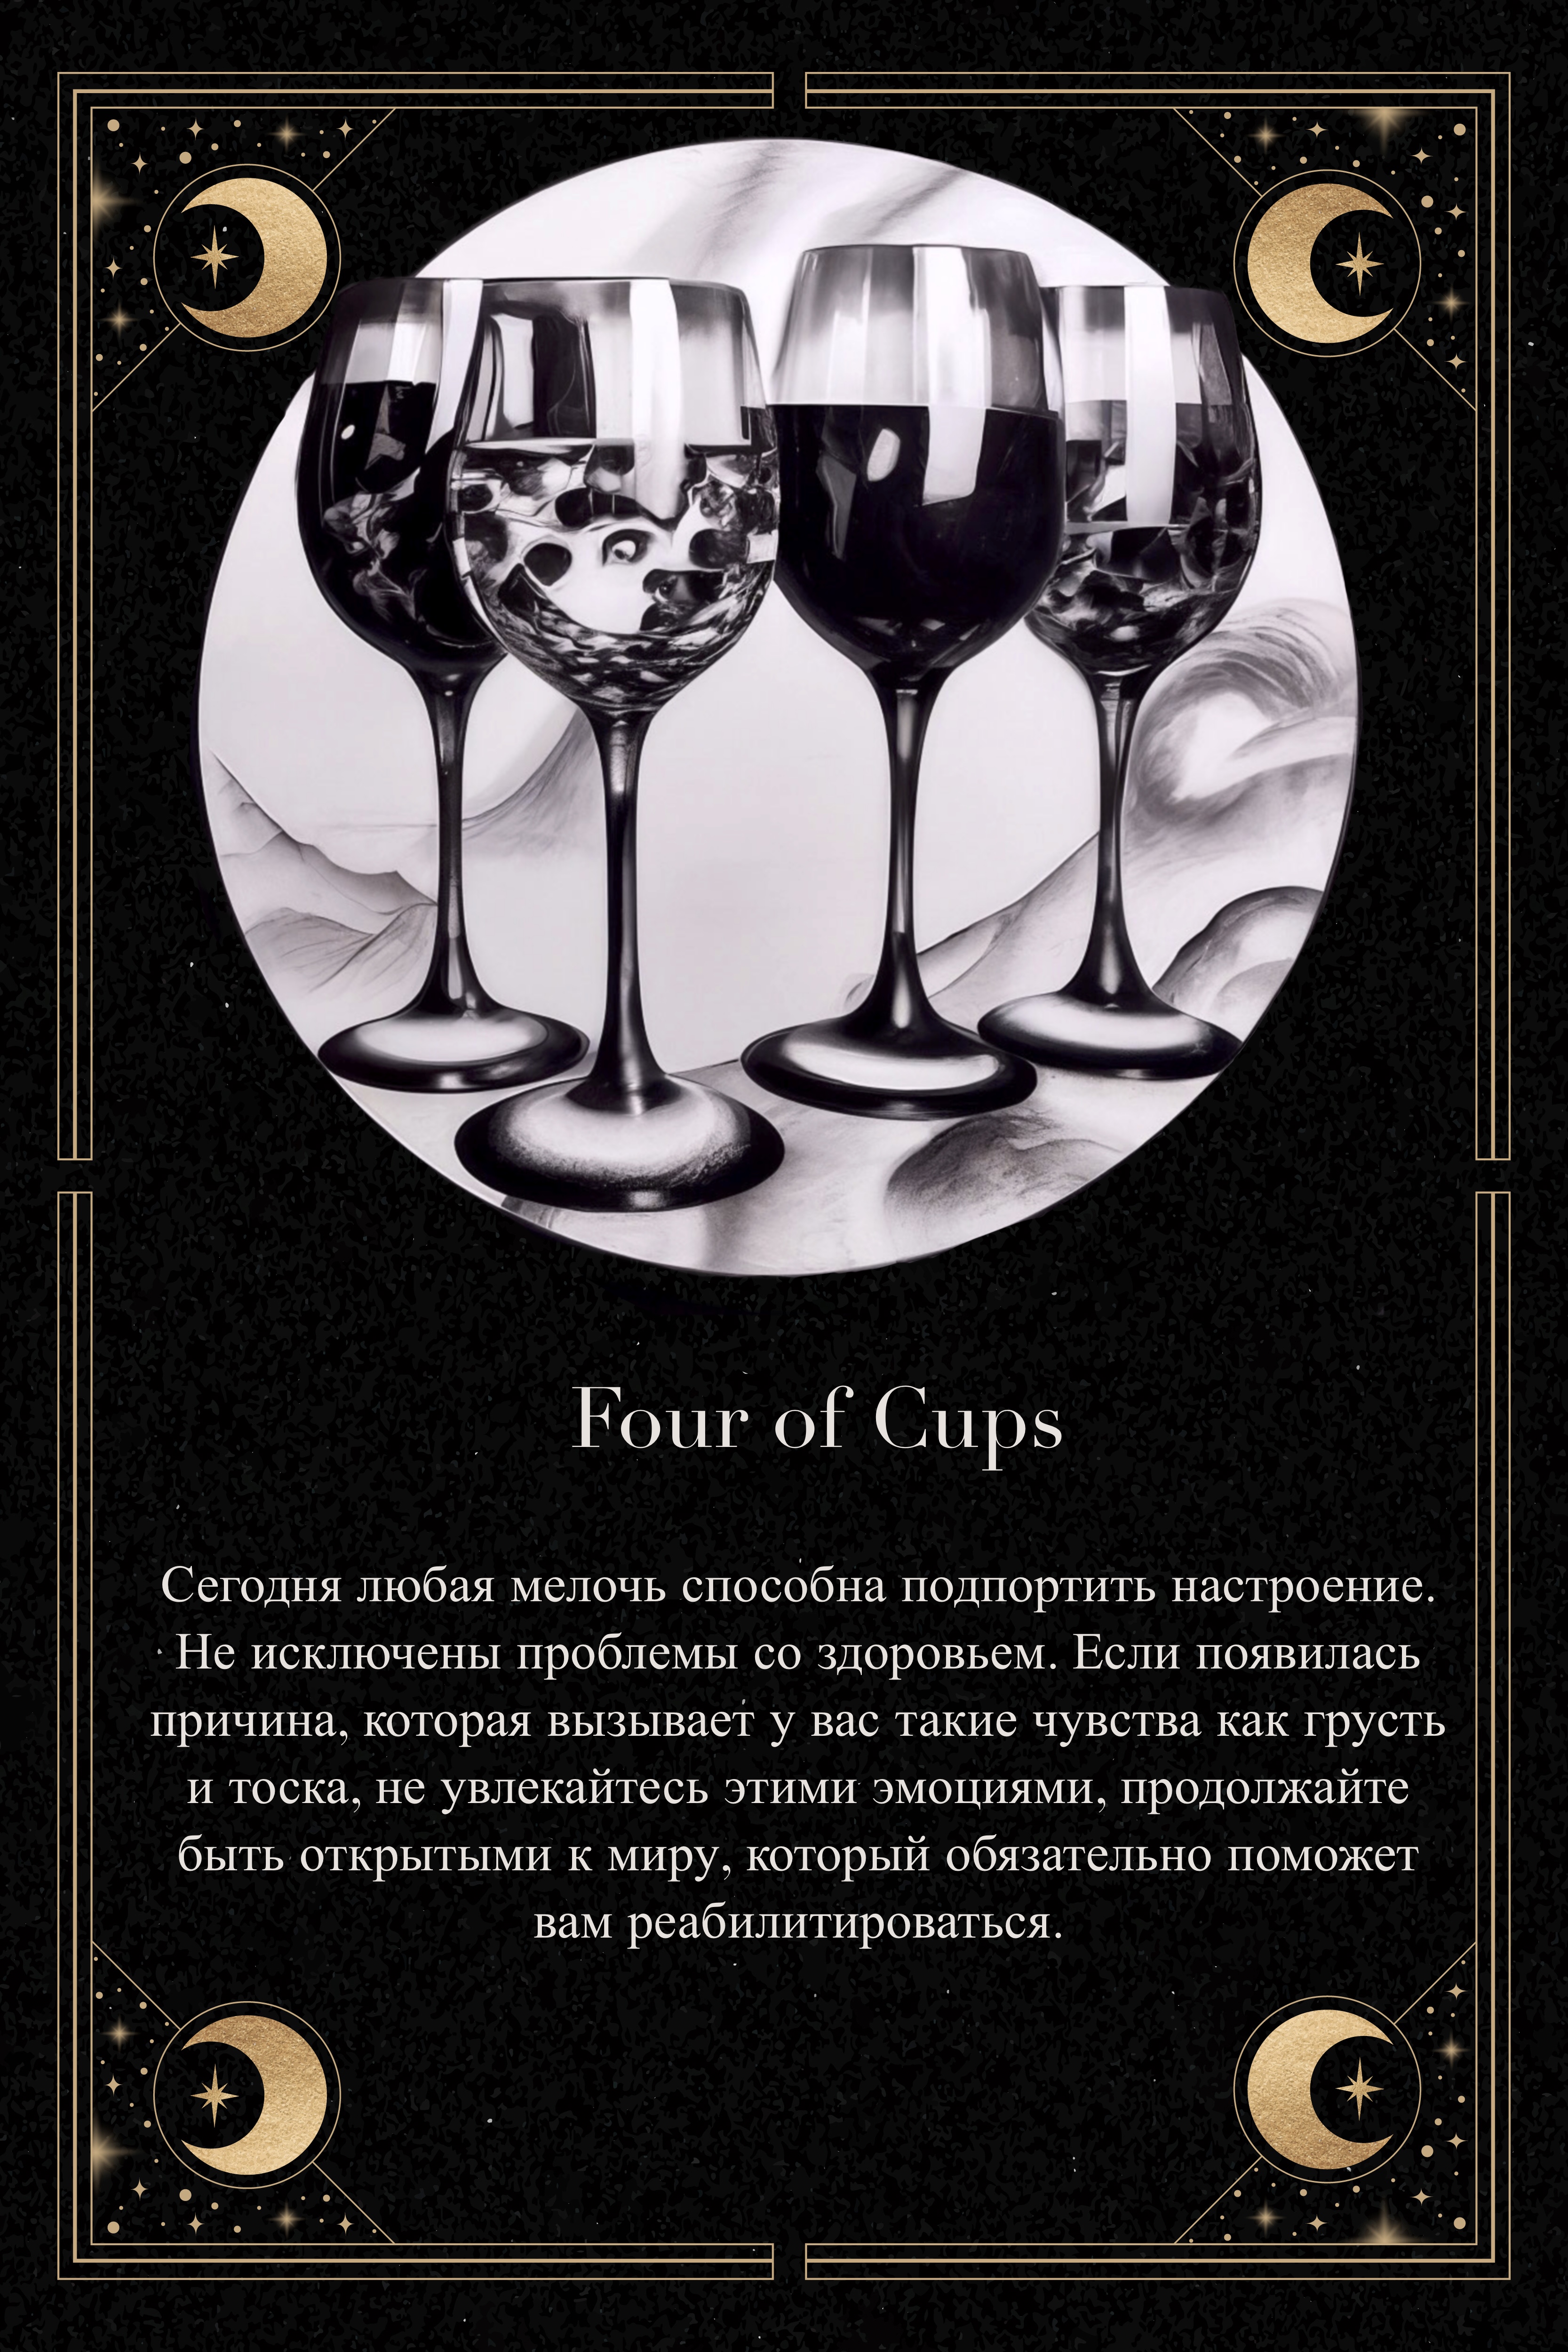 Four of Cups
Сегодня любая мелочь способна подпортить настроение.
Не исключены проблемы со здоровьем. Если появилась
причина, которая вызывает у вас такие чувства как грусть
и тоска, не увлекайтесь этими эмоциями, продолжайте
быть открытыми к миру, который обязательно поможет
вам реабилитироваться.